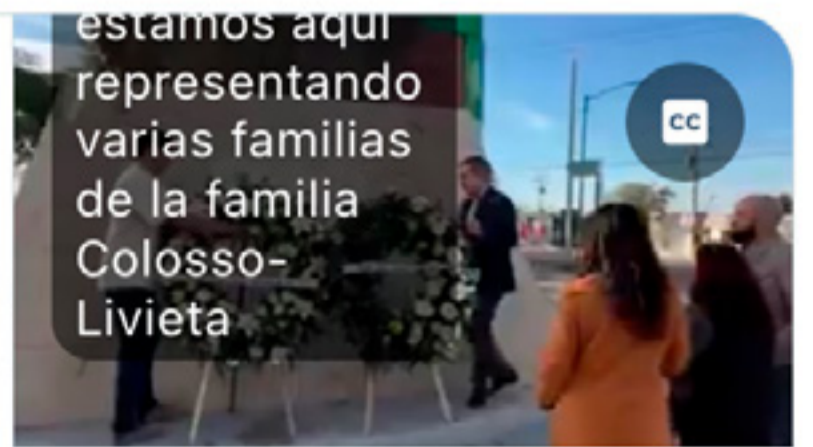 estamos aquí
representando
varias familias
de la familia
Colosso-
Livieta
CC